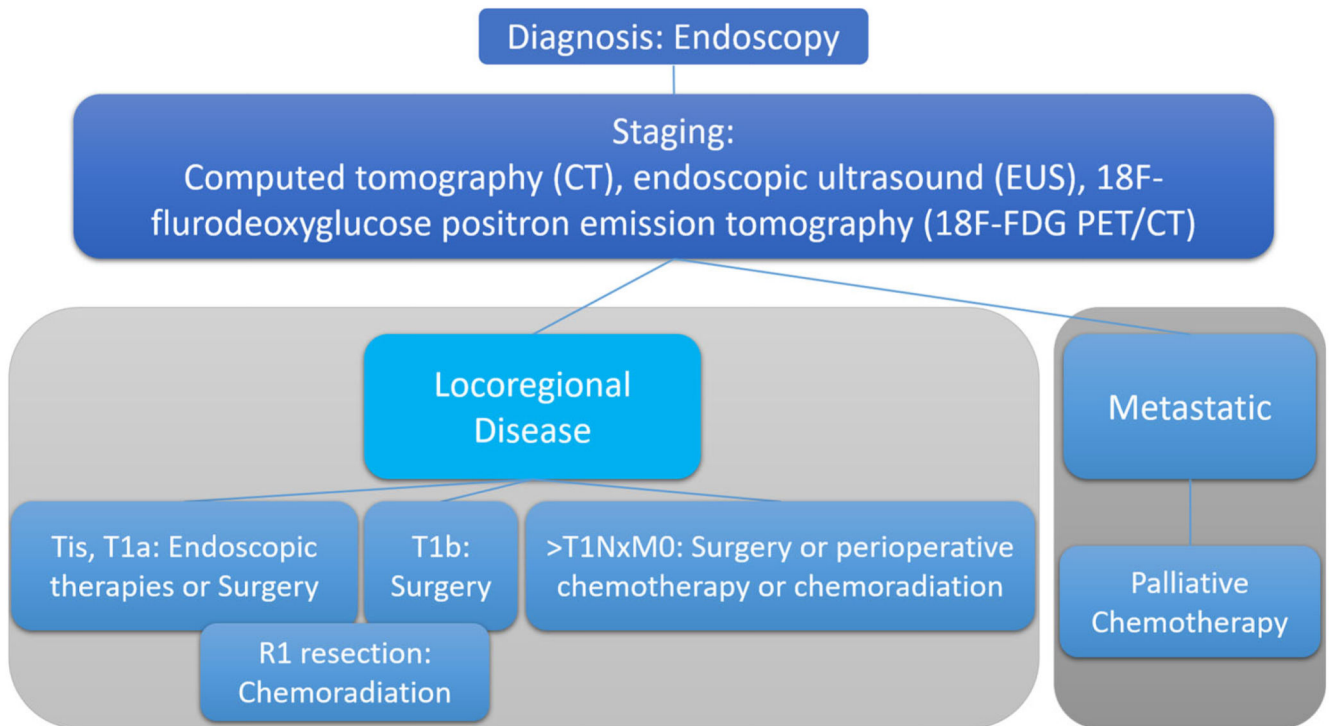 Diagnosis: Endoscopy
Staging:
Computed tomography (CT), endoscopic ultrasound (EUS), 18F-
flurodeoxyglucose positron emission tomography (18F-FDG PET/CT)
Locoregional
Disease
Metastatic
Tis, T1a: Endoscopic
therapies or Surgery
T1b:
Surgery
>T1NxM0: Surgery or perioperative
chemotherapy or chemoradiation
R1 resection:
Chemoradiation
Palliative
Chemotherapy